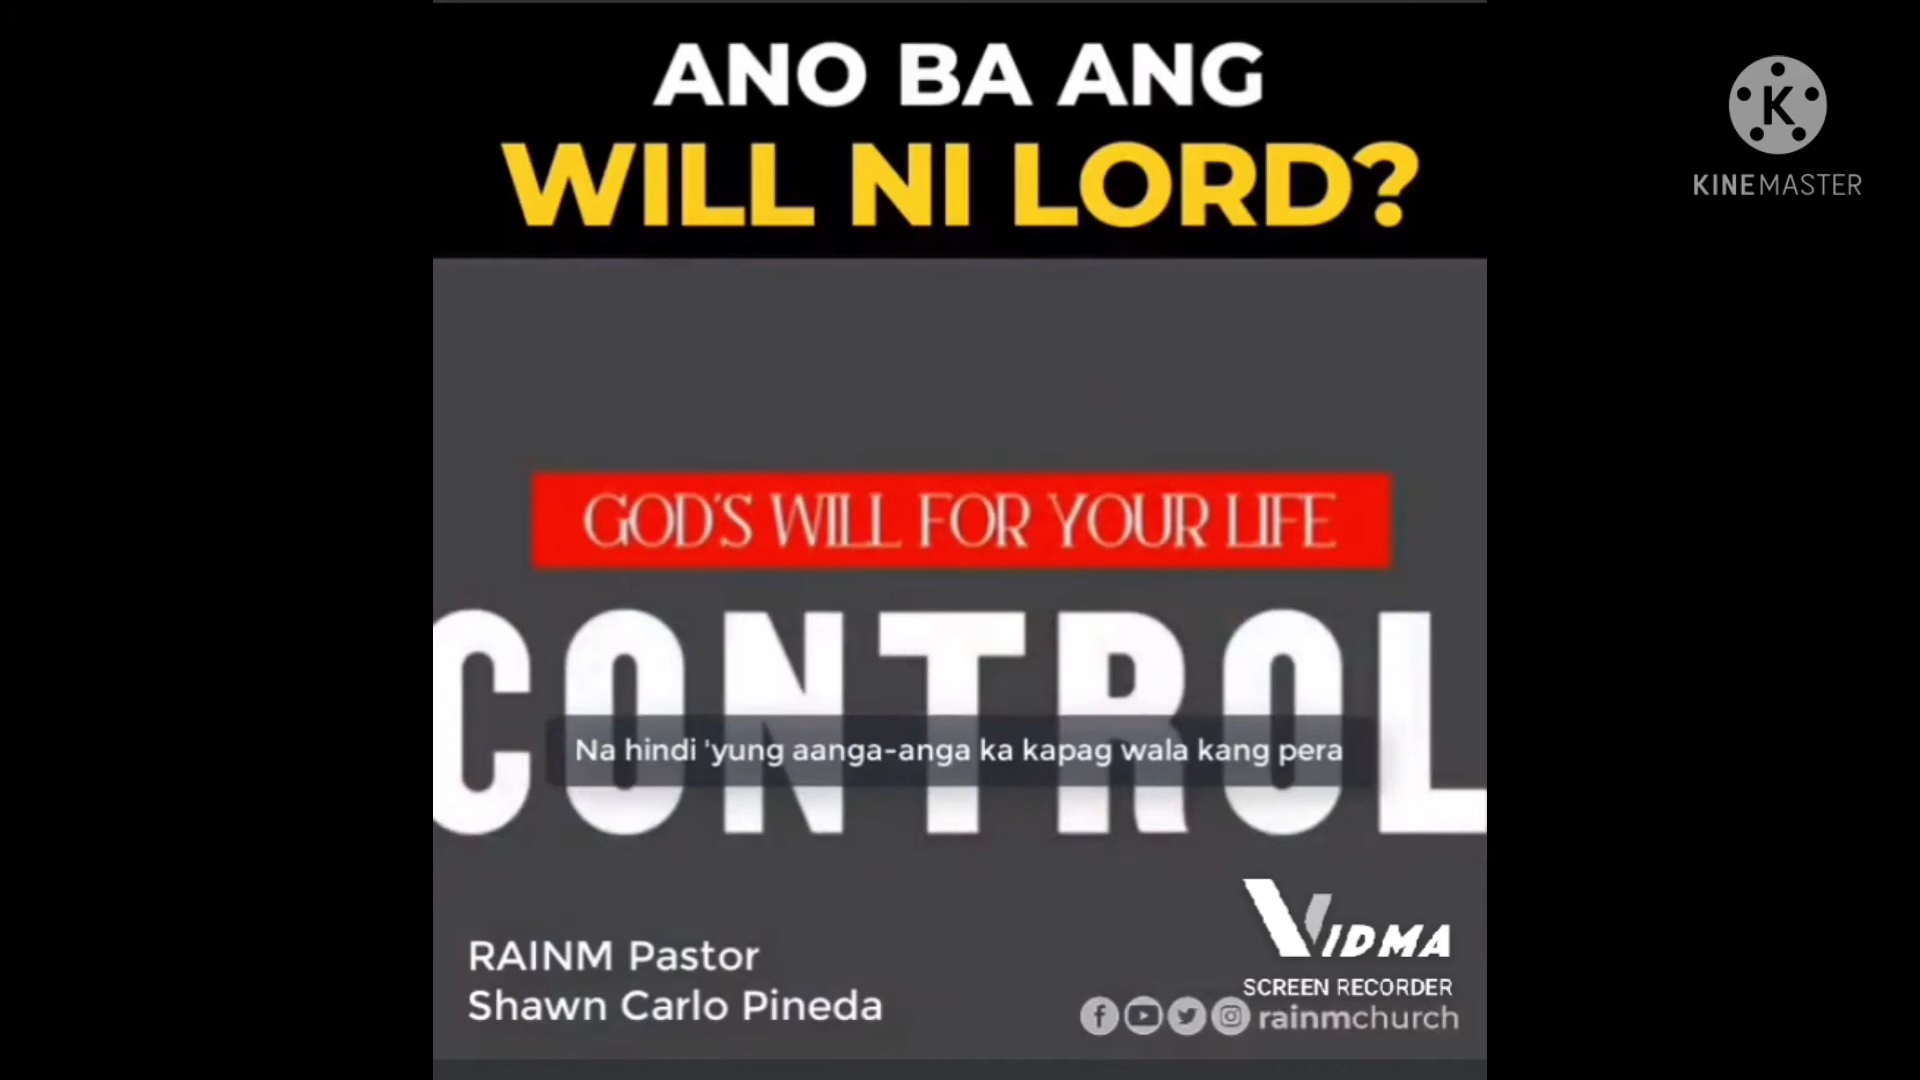 ANO BA ANG
WILL NI LORD?
K
KINEMASTER
GOD'S WILL FOR YOUR LIFE
CONTROL
Na hindi 'yung aanga-anga ka kapag wala kang pera
VIDMA
SCREEN RECORDER
RAINM Pastor
Shawn Carlo Pineda
rainmchurch